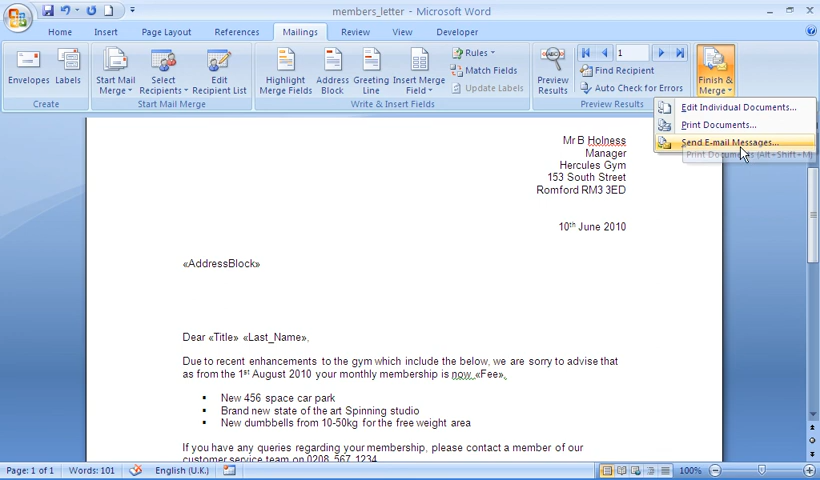 members_letter - Microsoft Word
Home Insert Page Layout References Mailings Review View Developer
Envelopes Labels
Create
Start Mail Merge Select Recipients Edit Recipient List
Start Mail Merge
Highlight Merge Fields Address Block Greeting Line Insert Merge Field
Rules
Match Fields
Update Labels
Write & Insert Fields
Preview Results
1
Find Recipient
Auto Check for Errors
Preview Results
Finish & Merge
Edit Individual Documents...
Print Documents...
Send E-mail Messages...
Print Documents (Alt+Shift+M)
Mr B Holness
Manager
Hercules Gym
153 South Street
Romford RM3 3ED
10th June 2010
«AddressBlock»
Dear «Title» «Last_Name»,
Due to recent enhancements to the gym which include the below, we are sorry to advise that
as from the 1st August 2010 your monthly membership is now «Fee».
▪ New 456 space car park
▪ Brand new state of the art Spinning studio
▪ New dumbbells from 10-50kg for the free weight area
If you have any queries regarding your membership, please contact a member of our
customer service team on 0208 567 1234
Page: 1 of 1 Words: 101 English (U.K.) 100%